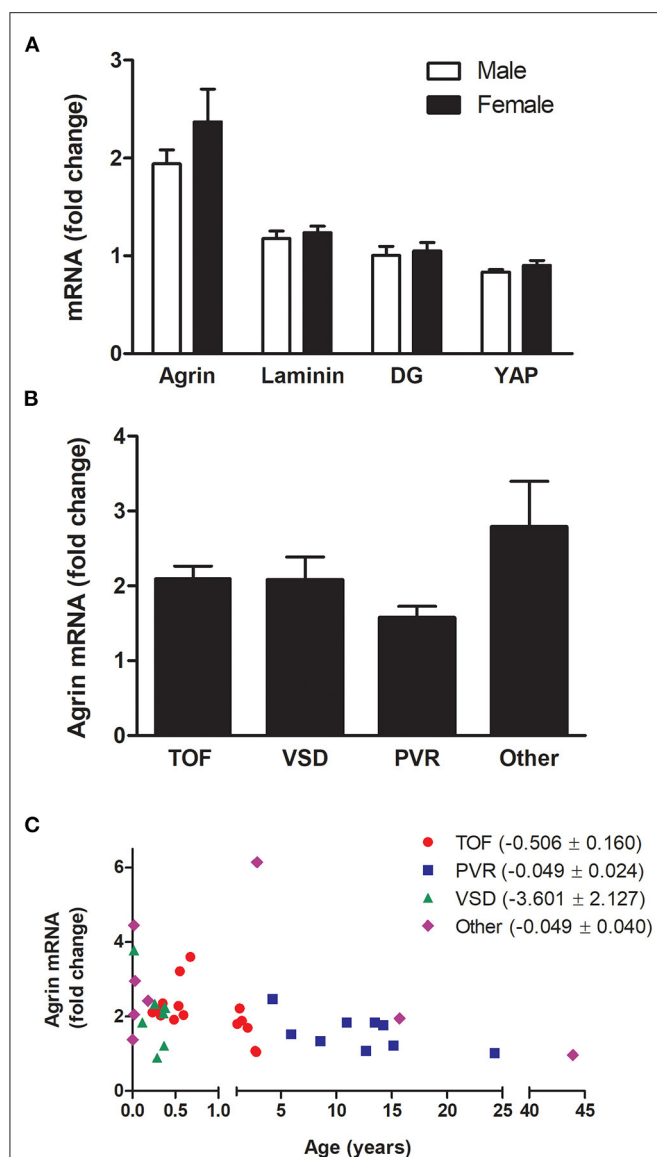 A
mRNA (fold change)
3
2
1
0
Male
Female
Agrin Laminin DG YAP
B
Agrin mRNA (fold change)
4
3
2
1
0
TOF VSD PVR Other
C
Agrin mRNA
(fold change)
6
4
2
0
TOF (-0.506 ± 0.160)
PVR (-0.049 ± 0.024)
VSD (-3.601 ± 2.127)
Other (-0.049 ± 0.040)
0.0 0.5 1.0 5 10 15 20 25 40 45
Age (years)